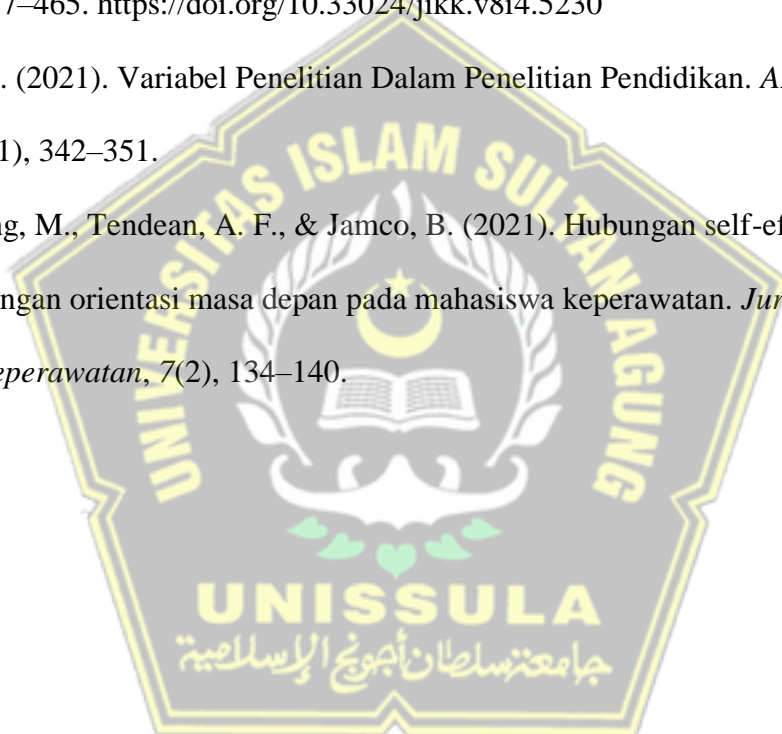 7–465. https://doi.org/10.33024/jikk.v8i4.5230
. (2021). Variabel Penelitian Dalam Penelitian Pendidikan. A
1), 342–351.
ng, M., Tendean, A. F., & Jamco, B. (2021). Hubungan self-ef
ngan orientasi masa depan pada mahasiswa keperawatan. Jur
eperawatan, 7(2), 134–140.
UNIVERSITAS ISLAM SULTAN AGUNG
UNISSULA
جامعة سلطان أجونج الإسلامية